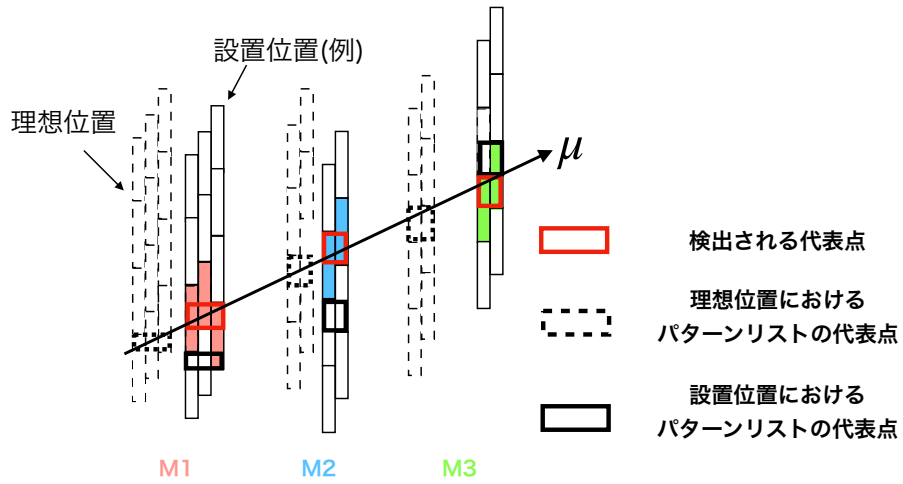 設置位置(例)
理想位置
μ
検出される代表点
理想位置における
パターンリストの代表点
設置位置における
パターンリストの代表点
M1
M2
M3